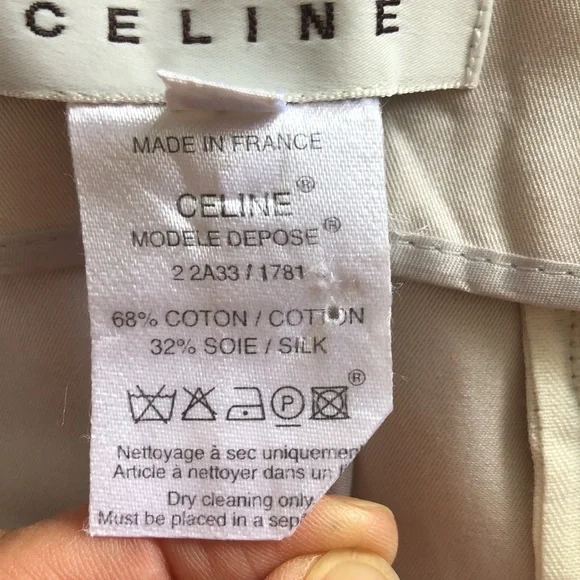 CELINE
MADE IN FRANCE
CELINE®
MODELE DEPOSE®
2 2A33 / 1781
68% COTON / COTTON
32% SOIE / SILK
P ®
Nettoyage à sec uniquement
Article à nettoyer dans un
Dry cleaning only
Must be placed in a sep